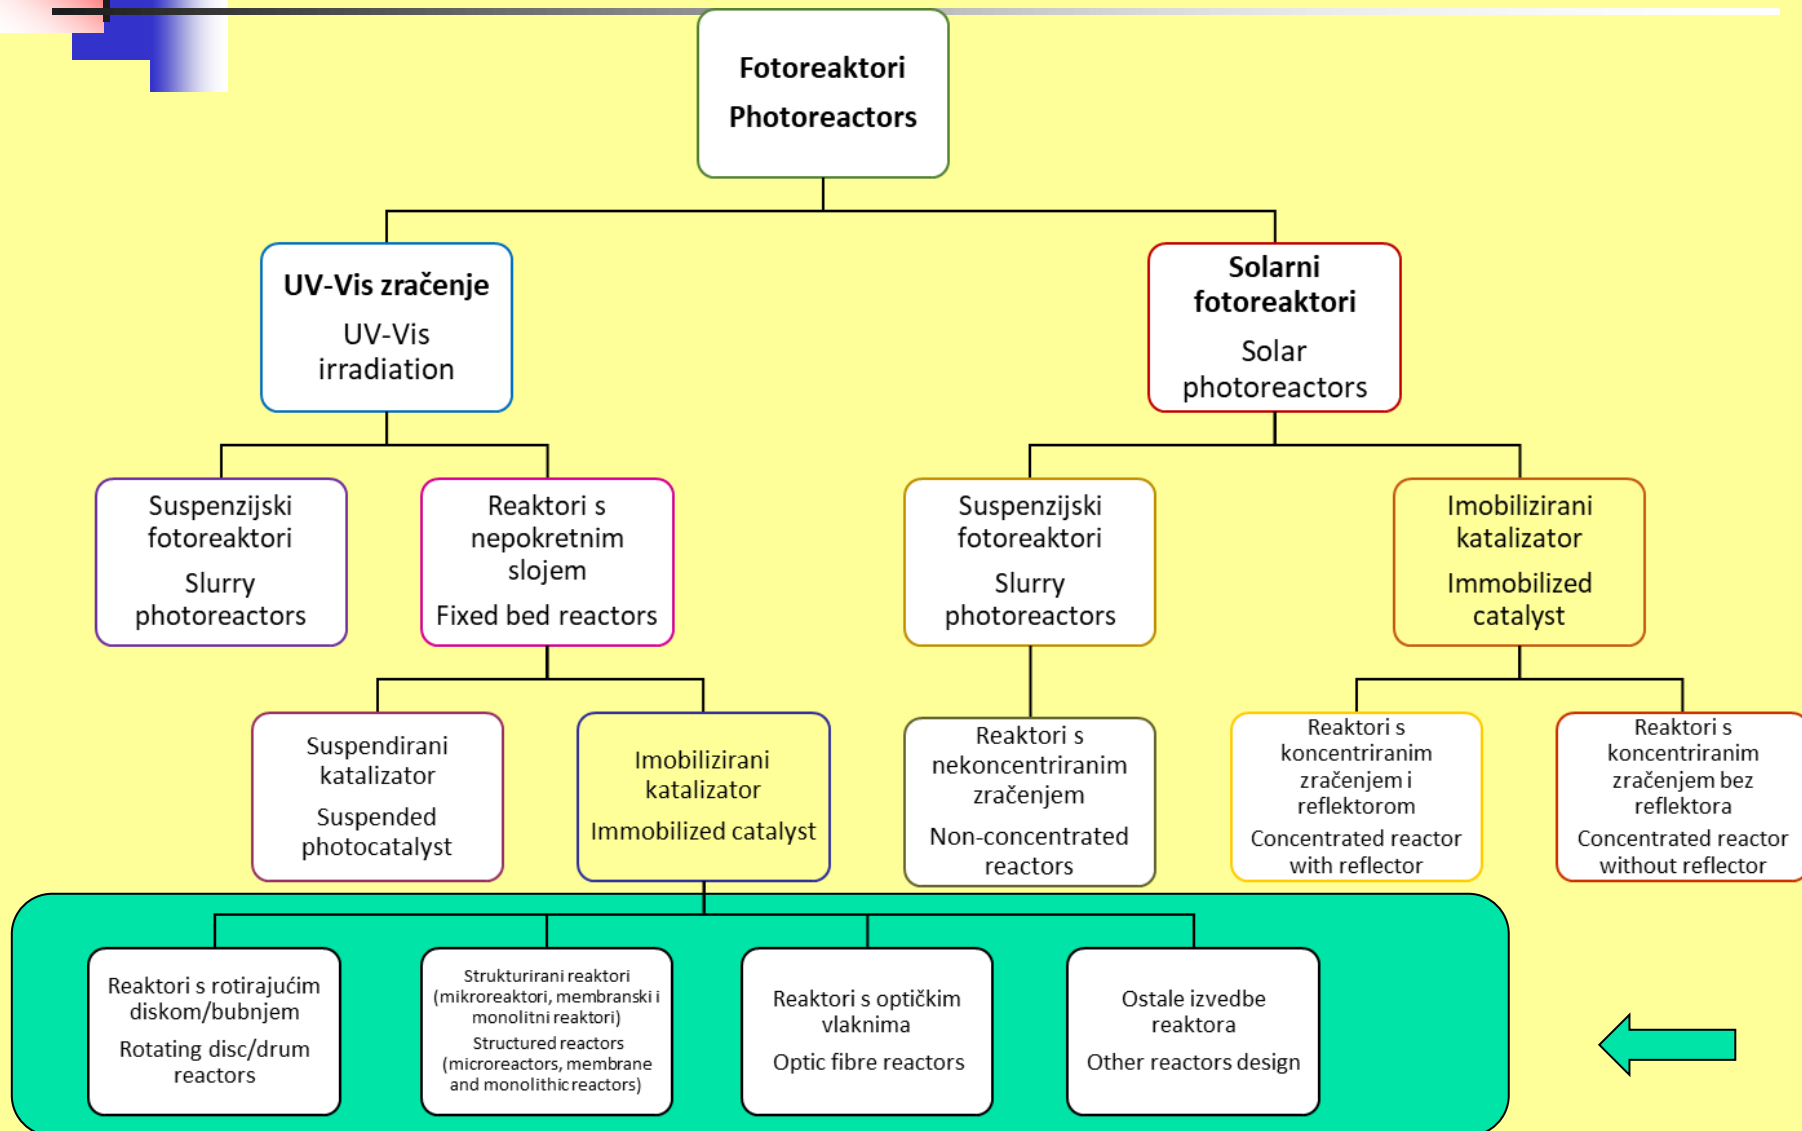 Fotoreaktori
Photoreactors
UV-Vis zračenje
UV-Vis
irradiation
Solarni
fotoreaktori
Solar
photoreactors
Suspenzijski
fotoreaktori
Slurry
photoreactors
Reaktori s
nepokretnim
slojem
Fixed bed reactors
Suspenzijski
fotoreaktori
Slurry
photoreactors
Imobilizirani
katalizator
Immobilized
catalyst
Suspendirani
katalizator
Suspended
photocatalyst
Imobilizirani
katalizator
Immobilized catalyst
Reaktori s
nekoncentriranim
zračenjem
Non-concentrated
reactors
Reaktori s
koncentriranim
zračenjem i
reflektorom
Concentrated reactor
with reflector
Reaktori s
koncentriranim
zračenjem bez
reflektora
Concentrated reactor
without reflector
Reaktori s rotirajućim
diskom/bubnjem
Rotating disc/drum
reactors
Strukturirani reaktori
(mikroreaktori, membranski i
monolitni reaktori)
Structured reactors
(microreactors, membrane
and monolithic reactors)
Reaktori s optičkim
vlaknima
Optic fibre reactors
Ostale izvedbe
reaktora
Other reactors design